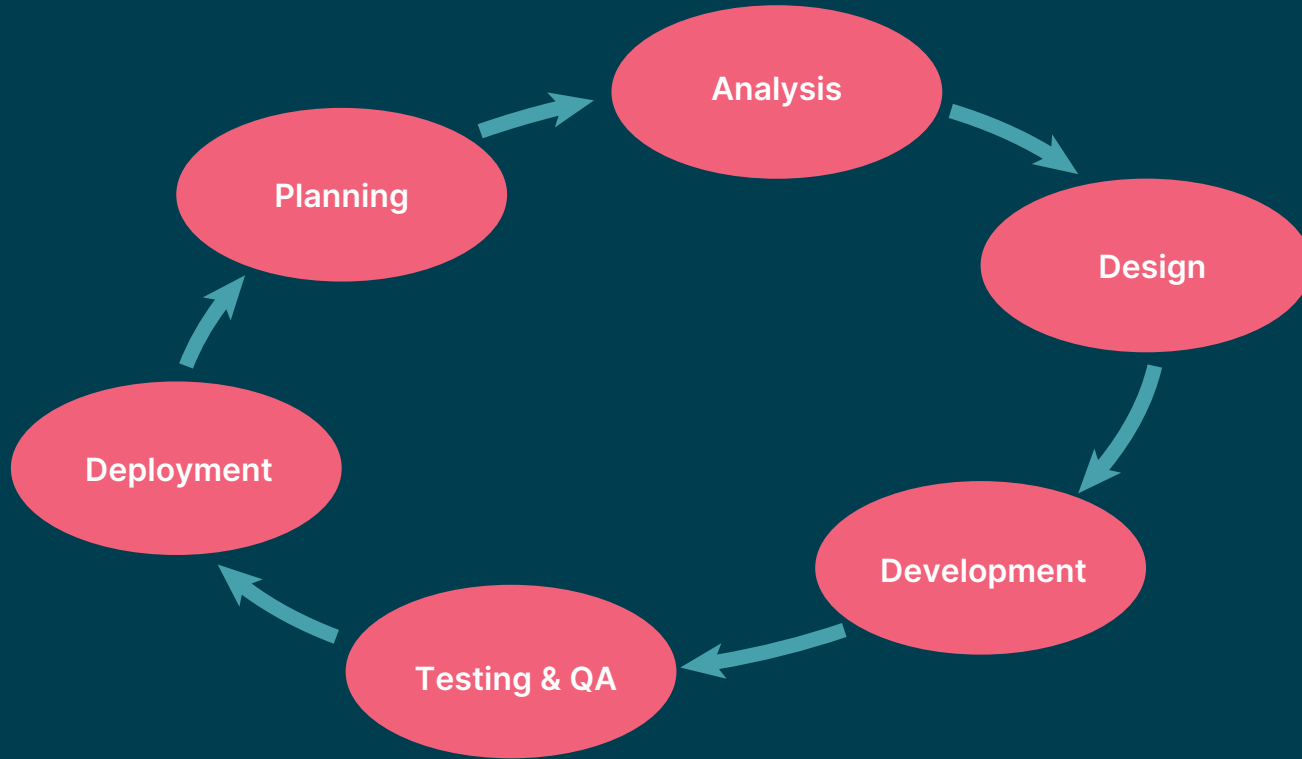 Analysis
Planning
Design
Deployment
Development
Testing & QA